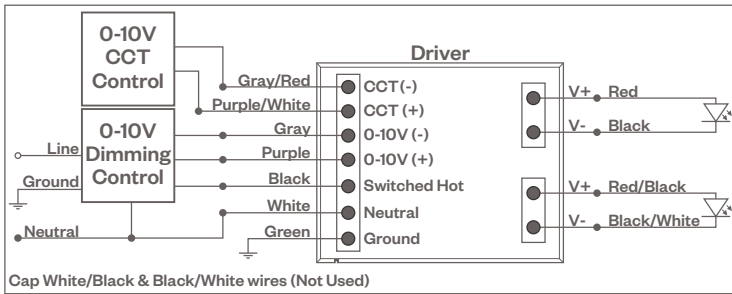 0-10V
CCT
Control
0-10V
Dimming
Control
Line
Ground
Neutral
Gray/Red
Purple/White
Gray
Purple
Black
White
Green
Driver
CCT (-)
CCT (+)
0-10V (-)
0-10V (+)
Switched Hot
Neutral
Ground
V+ Red
V- Black
V+ Red/Black
V- Black/White
Cap White/Black & Black/White wires (Not Used)